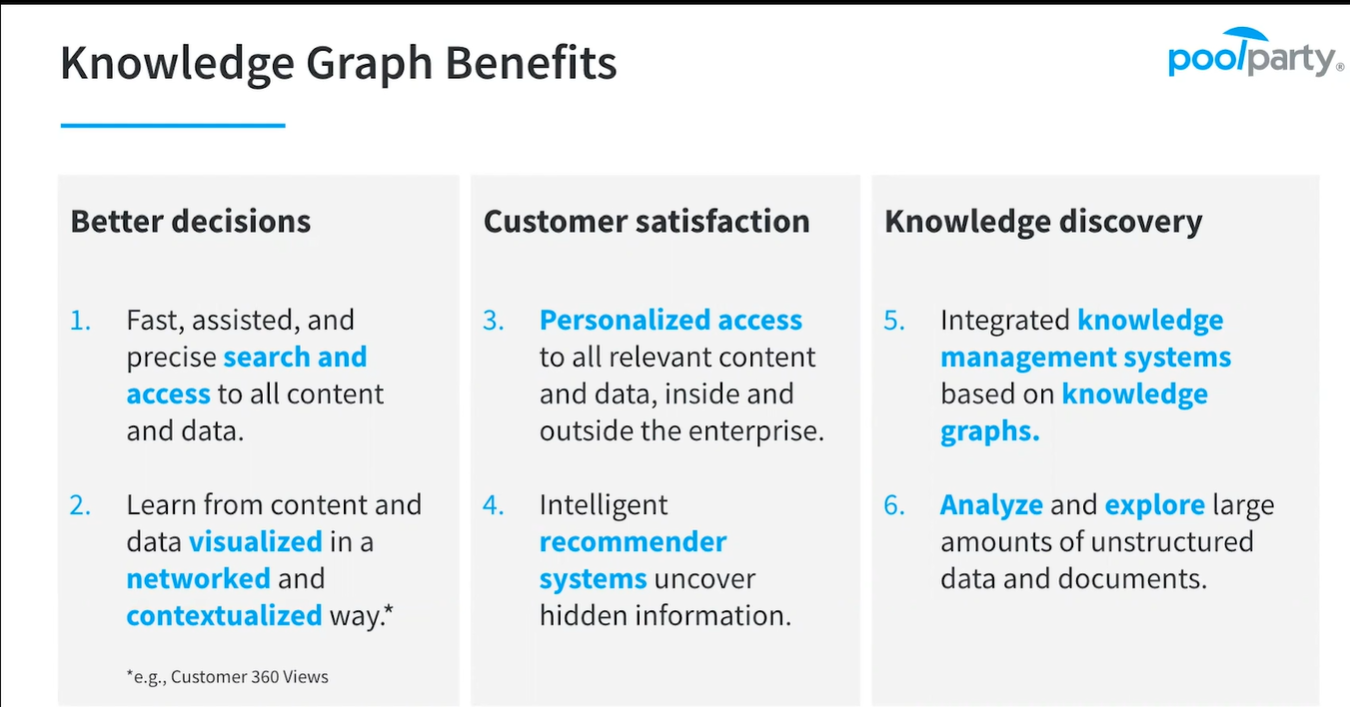 Knowledge Graph Benefits
poolparty®
Better decisions
1. Fast, assisted, and
precise search and
access to all content
and data.
2. Learn from content and
data visualized in a
networked and
contextualized way.*
*e.g., Customer 360 Views
Customer satisfaction
3. Personalized access
to all relevant content
and data, inside and
outside the enterprise.
4. Intelligent
recommender
systems uncover
hidden information.
Knowledge discovery
5. Integrated knowledge
management systems
based on knowledge
graphs.
6. Analyze and explore large
amounts of unstructured
data and documents.